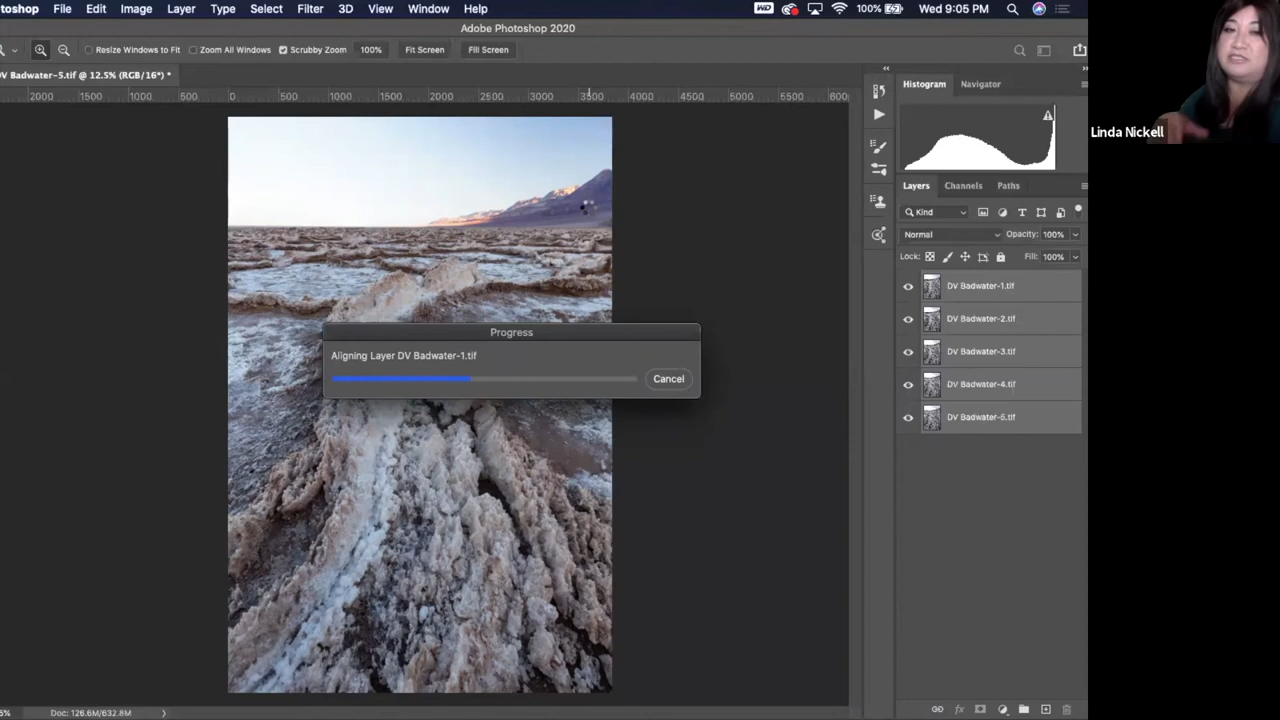 toshop File Edit Image Layer Type Select Filter 3D View Window Help WD 100% Wed 9:05 PM
Adobe Photoshop 2020
Resize Windows to Fit Zoom All Windows Scrubby Zoom 100% Fit Screen Fill Screen
DV Badwater-5.tif @ 12.5% (RGB/16*) *
2000 1500 1000 500 0 500 1000 1500 2000 2500 3000 3500 4000 4500 5000 5500 600
Histogram Navigator
Linda Nickell
Layers Channels Paths
Kind
Normal Opacity: 100%
Lock: Fill: 100%
DV Badwater-1.tif
DV Badwater-2.tif
DV Badwater-3.tif
DV Badwater-4.tif
DV Badwater-5.tif
Progress
Aligning Layer DV Badwater-1.tif
Cancel
5% Doc: 126.6M/632.8M
fx